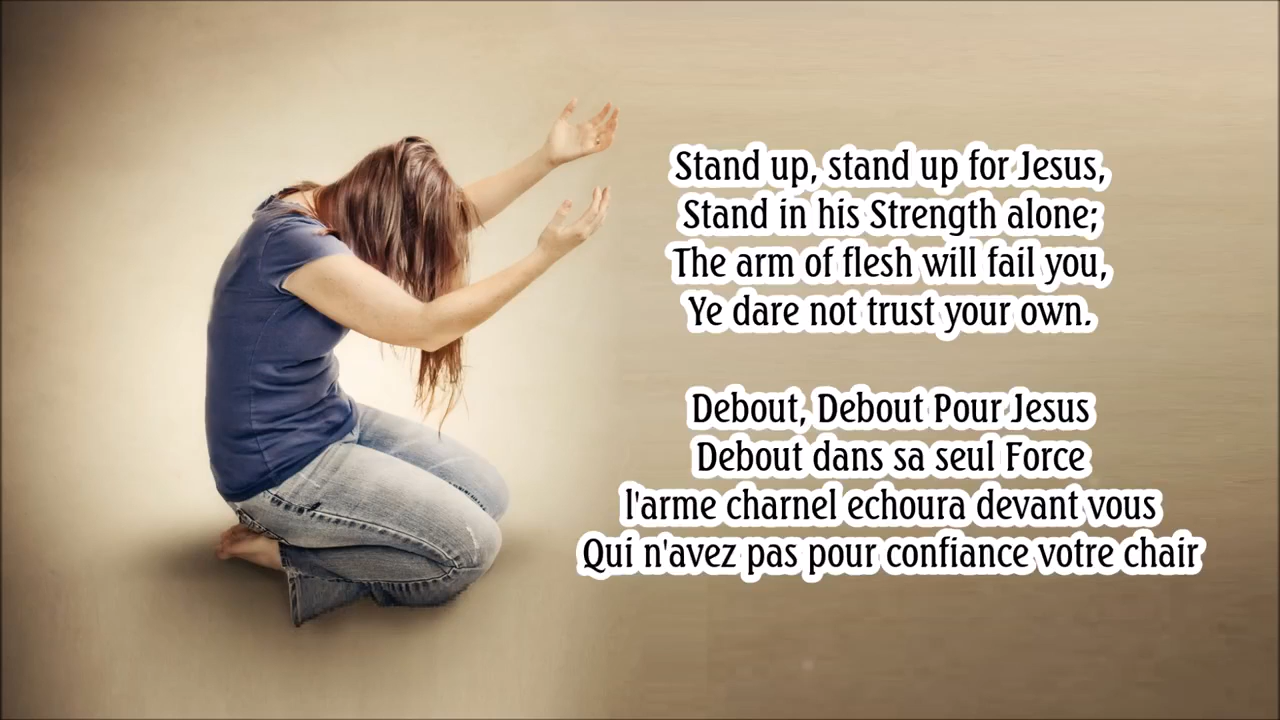 Stand up, stand up for Jesus,
Stand in his Strength alone;
The arm of flesh will fail you,
Ye dare not trust your own.
Debout, Debout Pour Jesus
Debout dans sa seul Force
l'arme charnel echoura devant vous
Qui n'avez pas pour confiance votre chair